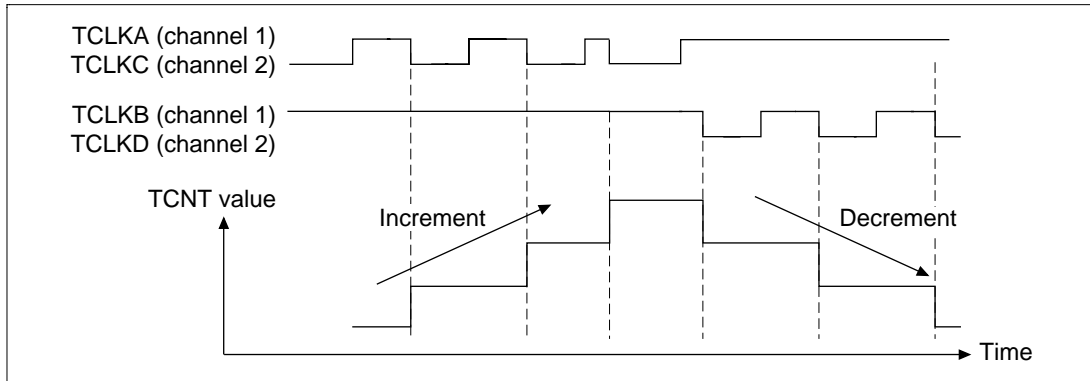 TCLKA (channel 1)
TCLKC (channel 2)
TCLKB (channel 1)
TCLKD (channel 2)
TCNT value
Increment
Decrement
Time